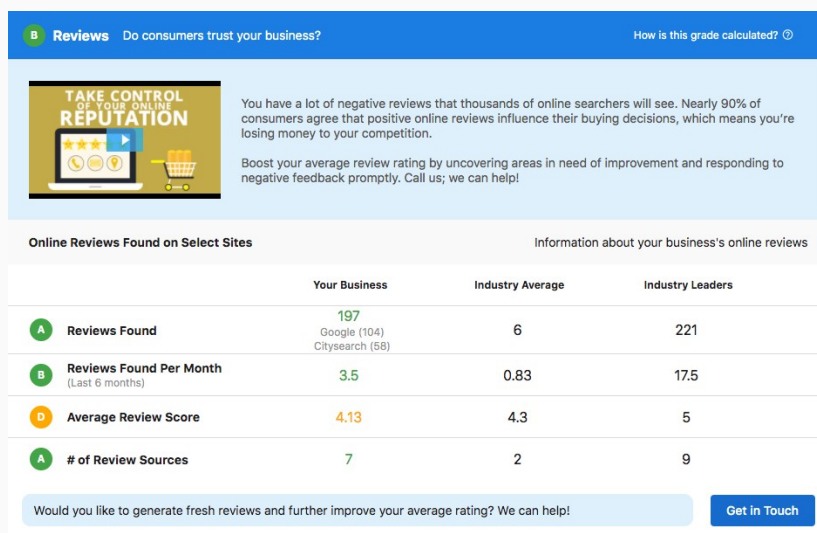 B Reviews Do consumers trust your business? How is this grade calculated? ?
TAKE CONTROL
OF YOUR ONLINE
REPUTATION
You have a lot of negative reviews that thousands of online searchers will see. Nearly 90% of
consumers agree that positive online reviews influence their buying decisions, which means you're
losing money to your competition.
Boost your average review rating by uncovering areas in need of improvement and responding to
negative feedback promptly. Call us; we can help!
Online Reviews Found on Select Sites Information about your business's online reviews
Your Business Industry Average Industry Leaders
A Reviews Found 197 6 221
Google (104)
Citysearch (58)
B Reviews Found Per Month 3.5 0.83 17.5
(Last 6 months)
D Average Review Score 4.13 4.3 5
A # of Review Sources 7 2 9
Would you like to generate fresh reviews and further improve your average rating? We can help! Get in Touch